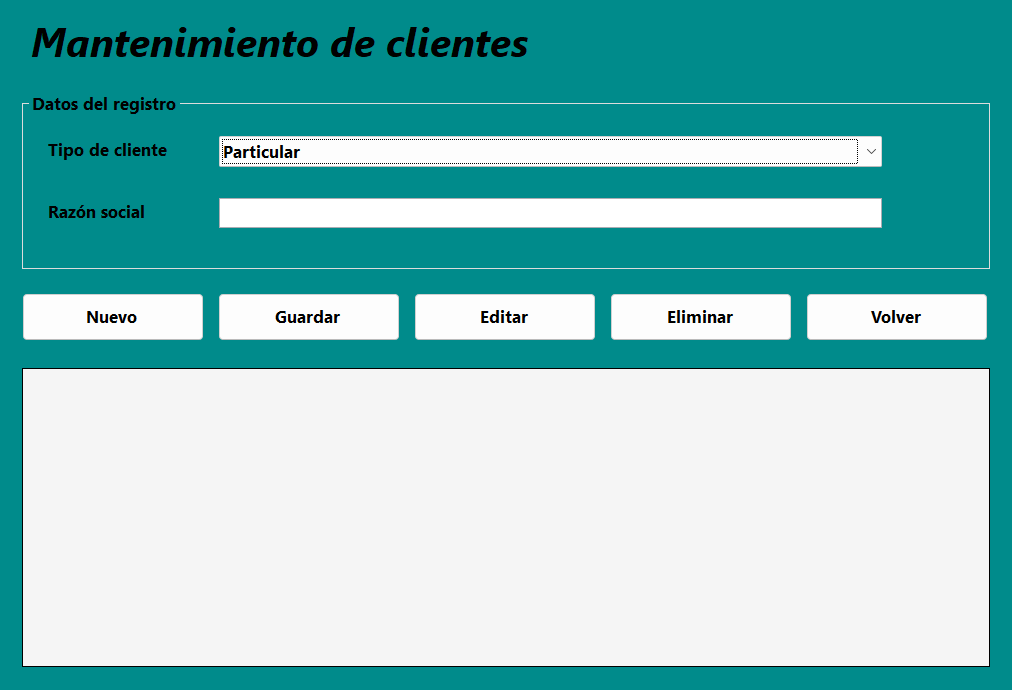 Mantenimiento de clientes
Datos del registro
Tipo de cliente
Particular
Razón social
Nuevo
Guardar
Editar
Eliminar
Volver